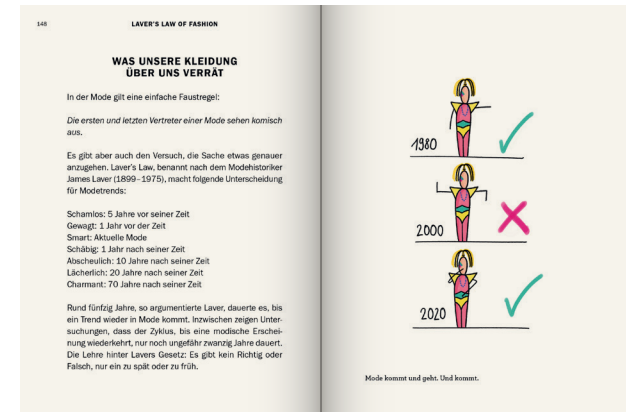 148
LAVER'S LAW OF FASHION
WAS UNSERE KLEIDUNG
ÜBER UNS VERRÄT
In der Mode gilt eine einfache Faustregel:
Die ersten und letzten Vertreter einer Mode sehen komisch
aus.
Es gibt aber auch den Versuch, die Sache etwas genauer
anzugehen. Laver's Law, benannt nach dem Modehistoriker
James Laver (1899–1975), macht folgende Unterscheidung
für Modetrends:
Schamlos: 5 Jahre vor seiner Zeit
Gewagt: 1 Jahr vor der Zeit
Smart: Aktuelle Mode
Schäbig: 1 Jahr nach seiner Zeit
Abscheulich: 10 Jahre nach seiner Zeit
Lächerlich: 20 Jahre nach seiner Zeit
Charmant: 70 Jahre nach seiner Zeit
Rund fünfzig Jahre, so argumentierte Laver, dauerte es, bis
ein Trend wieder in Mode kommt. Inzwischen zeigen Unter-
suchungen, dass der Zyklus, bis eine modische Erschei-
nung wiederkehrt, nur noch ungefähr zwanzig Jahre dauert.
Die Lehre hinter Lavers Gesetz: Es gibt kein Richtig oder
Falsch, nur ein zu spät oder zu früh.
1980
2000
2020
Mode kommt und geht. Und kommt.